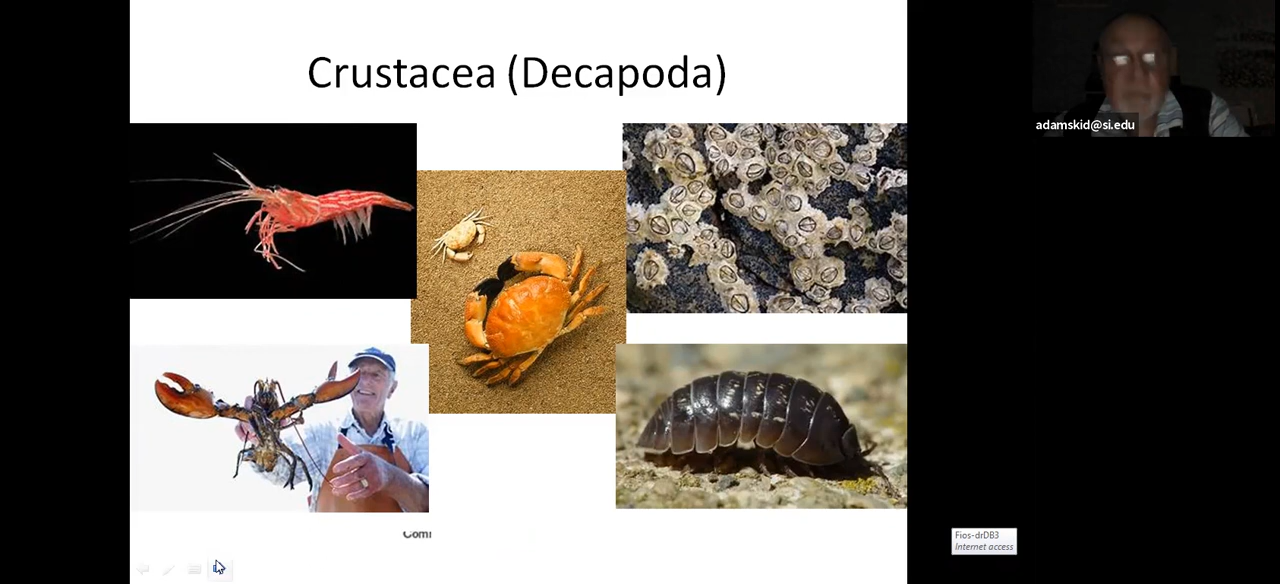 Crustacea (Decapoda)
adamskid@si.edu
Fios-drDB3
Internet access